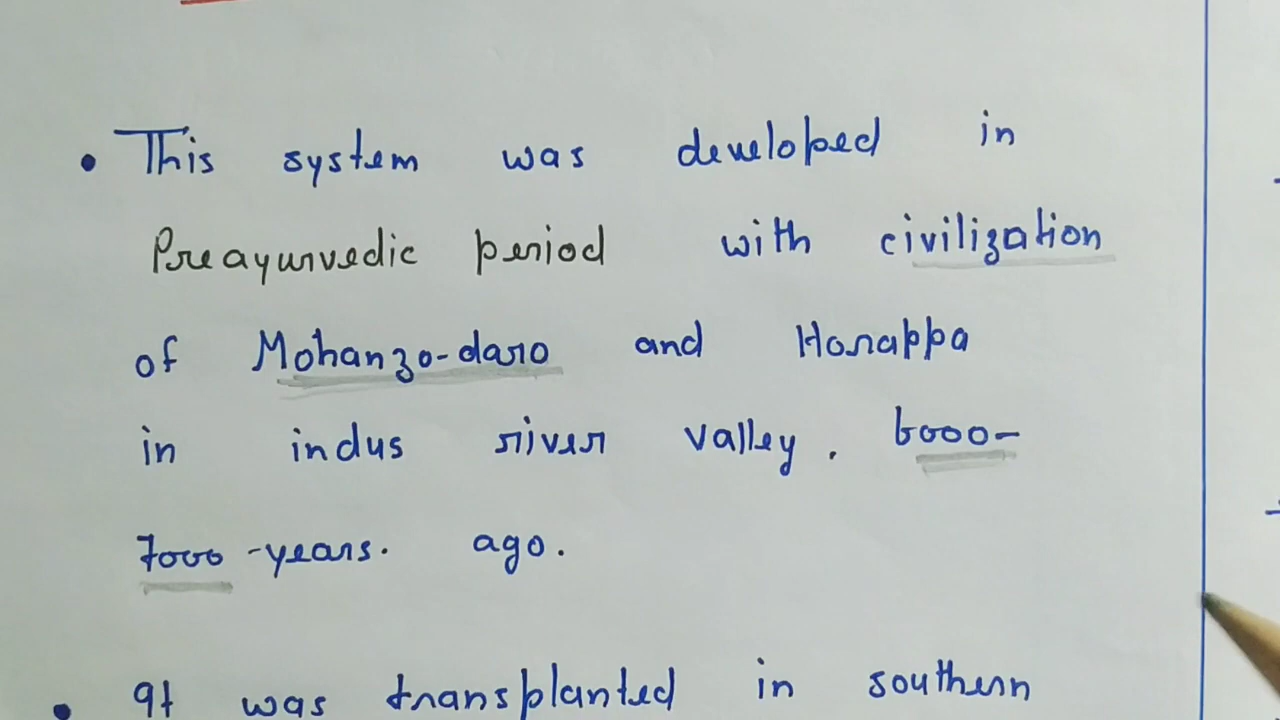 • This system was developed in
Preayurvedic period with civilization
of Mohanzo-daro and Harappa
in indus river valley. 6000-
7000 -years. ago.
• It was transplanted in southern